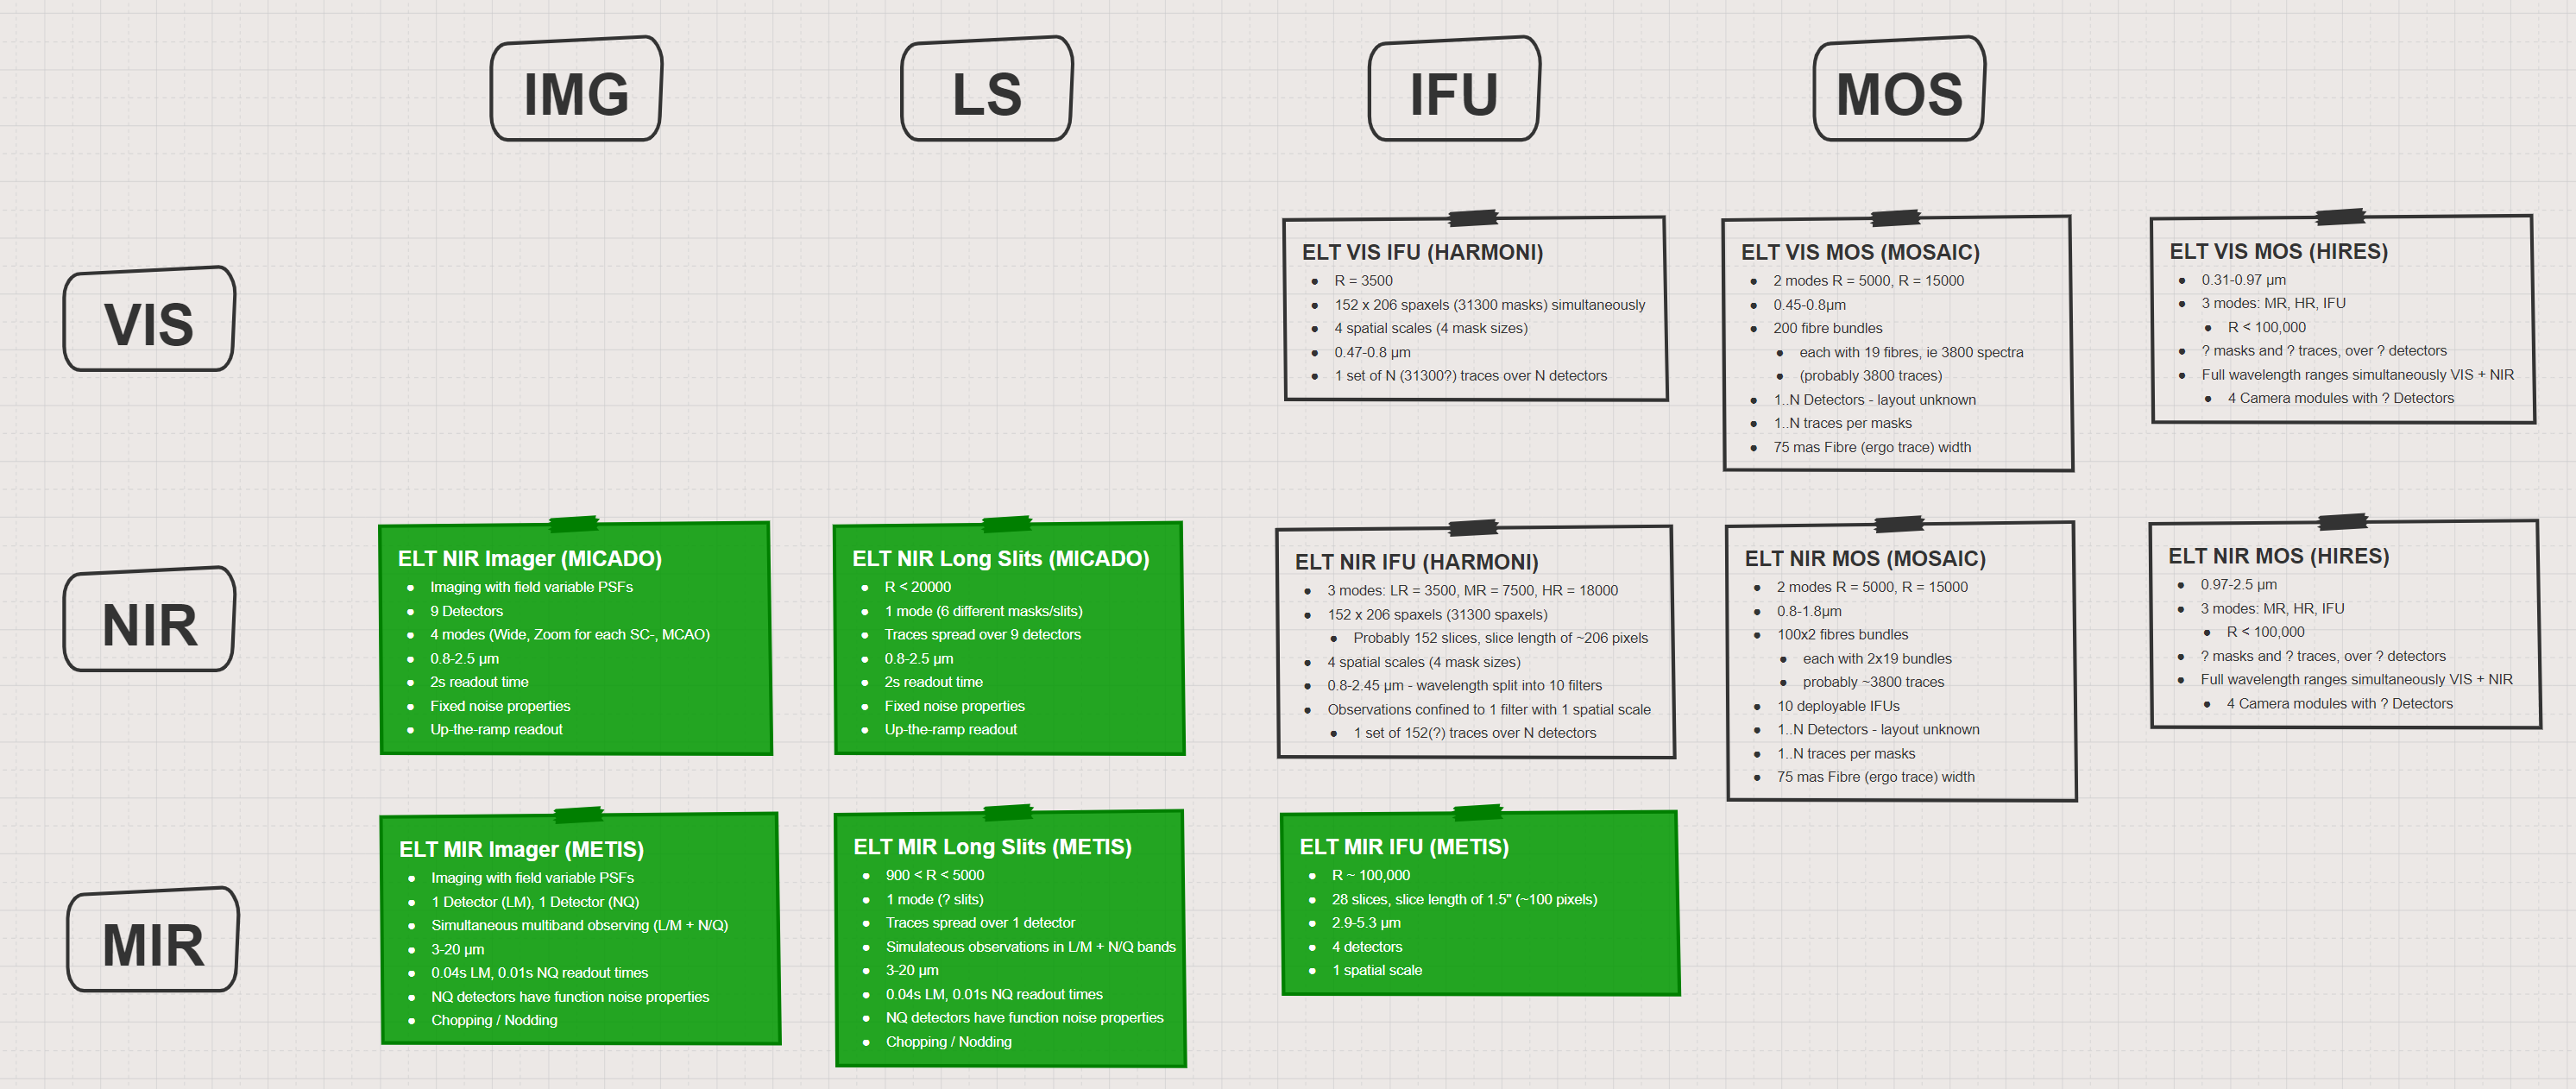 IMG
LS
IFU
MOS
VIS
ELT VIS IFU (HARMONI)
R = 3500
152 x 206 spaxels (31300 masks) simultaneously
4 spatial scales (4 mask sizes)
0.47-0.8 µm
1 set of N (31300?) traces over N detectors
ELT VIS MOS (MOSAIC)
2 modes R = 5000, R = 15000
0.45-0.8µm
200 fibre bundles
each with 19 fibres, ie 3800 spectra
(probably 3800 traces)
1..N Detectors - layout unknown
1..N traces per masks
75 mas Fibre (ergo trace) width
ELT VIS MOS (HIRES)
0.31-0.97 µm
3 modes: MR, HR, IFU
R < 100,000
? masks and ? traces, over ? detectors
Full wavelength ranges simultaneously VIS + NIR
4 Camera modules with ? Detectors
NIR
ELT NIR Imager (MICADO)
Imaging with field variable PSFs
9 Detectors
4 modes (Wide, Zoom for each SC-, MCAO)
0.8-2.5 µm
2s readout time
Fixed noise properties
Up-the-ramp readout
ELT NIR Long Slits (MICADO)
R < 20000
1 mode (6 different masks/slits)
Traces spread over 9 detectors
0.8-2.5 µm
2s readout time
Fixed noise properties
Up-the-ramp readout
ELT NIR IFU (HARMONI)
3 modes: LR = 3500, MR = 7500, HR = 18000
152 x 206 spaxels (31300 spaxels)
Probably 152 slices, slice length of ~206 pixels
4 spatial scales (4 mask sizes)
0.8-2.45 µm - wavelength split into 10 filters
Observations confined to 1 filter with 1 spatial scale
1 set of 152(?) traces over N detectors
ELT NIR MOS (MOSAIC)
2 modes R = 5000, R = 15000
0.8-1.8µm
100x2 fibres bundles
each with 2x19 bundles
probably ~3800 traces
10 deployable IFUs
1..N Detectors - layout unknown
1..N traces per masks
75 mas Fibre (ergo trace) width
ELT NIR MOS (HIRES)
0.97-2.5 µm
3 modes: MR, HR, IFU
R < 100,000
? masks and ? traces, over ? detectors
Full wavelength ranges simultaneously VIS + NIR
4 Camera modules with ? Detectors
MIR
ELT MIR Imager (METIS)
Imaging with field variable PSFs
1 Detector (LM), 1 Detector (NQ)
Simultaneous multiband observing (L/M + N/Q)
3-20 µm
0.04s LM, 0.01s NQ readout times
NQ detectors have function noise properties
Chopping / Nodding
ELT MIR Long Slits (METIS)
900 < R < 5000
1 mode (? slits)
Traces spread over 1 detector
Simulateous observations in L/M + N/Q bands
3-20 µm
0.04s LM, 0.01s NQ readout times
NQ detectors have function noise properties
Chopping / Nodding
ELT MIR IFU (METIS)
R ~ 100,000
28 slices, slice length of 1.5" (~100 pixels)
2.9-5.3 µm
4 detectors
1 spatial scale